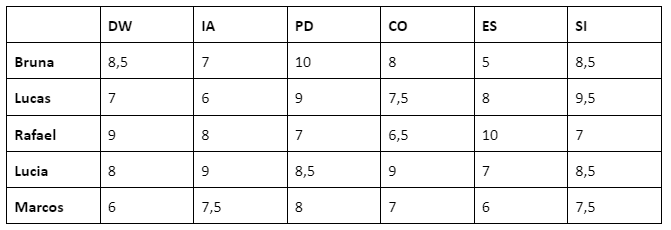 DW IA PD CO ES SI
Bruna 8,5 7 10 8 5 8,5
Lucas 7 6 9 7,5 8 9,5
Rafael 9 8 7 6,5 10 7
Lucia 8 9 8,5 9 7 8,5
Marcos 6 7,5 8 7 6 7,5